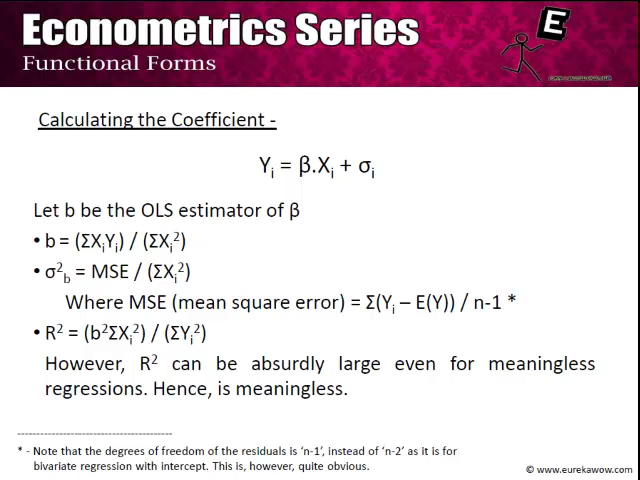 Econometrics Series
E
Functional Forms
Calculating the Coefficient -
Yᵢ = β.Xᵢ + σᵢ
Let b be the OLS estimator of β
• b = (ΣXᵢYᵢ) / (ΣXᵢ²)
• σ²b = MSE / (ΣXᵢ²)
Where MSE (mean square error) = Σ(Yᵢ – E(Y)) / n-1 *
• R² = (b²ΣXᵢ²) / (ΣYᵢ²)
However, R² can be absurdly large even for meaningless
regressions. Hence, is meaningless.
* - Note that the degrees of freedom of the residuals is ‘n-1’, instead of ‘n-2’ as it is for
bivariate regression with intercept. This is, however, quite obvious.
© www.eurekawow.com